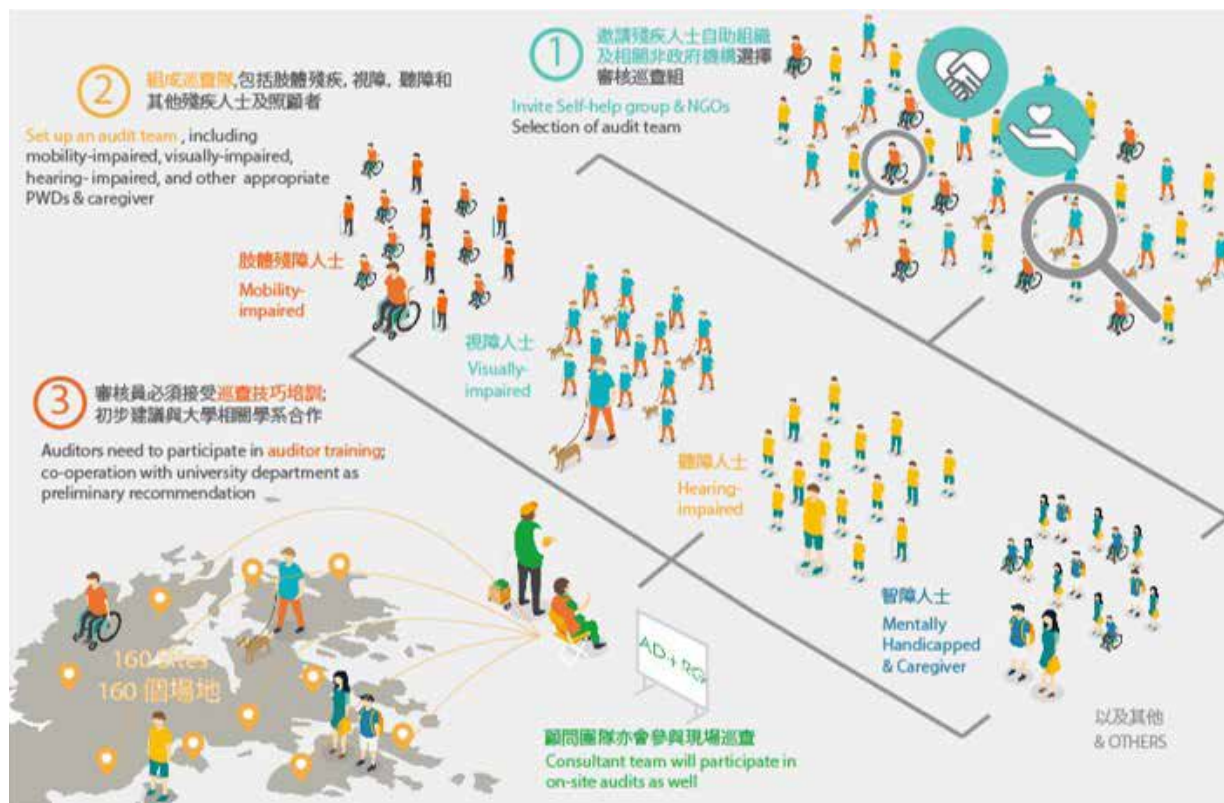 1
邀請殘疾人士自助組織
及相關非政府機構選擇
審核巡查組
Invite Self-help group & NGOs
Selection of audit team
2
組成巡查隊,包括肢體殘疾, 視障, 聽障和
其他殘疾人士及照顧者
Set up an audit team , including
mobility-impaired, visually-impaired,
hearing- impaired, and other appropriate
PWDs & caregiver
肢體殘障人士
Mobility-
impaired
視障人士
Visually-
impaired
聽障人士
Hearing-
impaired
智障人士
Mentally
Handicapped
& Caregiver
以及其他
& OTHERS
3
審核員必須接受巡查技巧培訓;
初步建議與大學相關學系合作
Auditors need to participate in auditor training;
co-operation with university department as
preliminary recommendation
160 Sites
160 個場地
顧問團隊亦會參與現場巡查
Consultant team will participate in
on-site audits as well